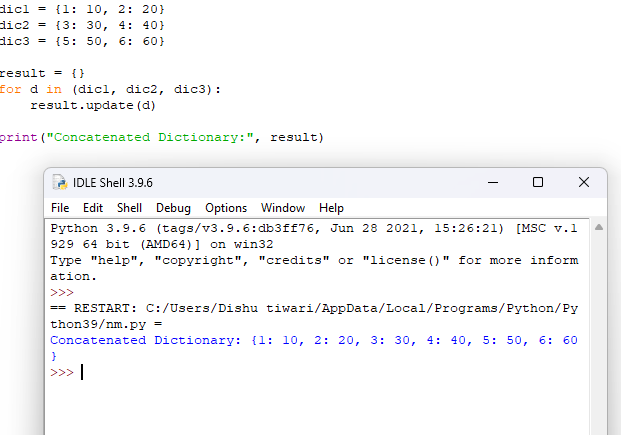 dic1 = {1: 10, 2: 20}
dic2 = {3: 30, 4: 40}
dic3 = {5: 50, 6: 60}
result = {}
for d in (dic1, dic2, dic3):
    result.update(d)
print("Concatenated Dictionary:", result)
IDLE Shell 3.9.6
File Edit Shell Debug Options Window Help
Python 3.9.6 (tags/v3.9.6:db3ff76, Jun 28 2021, 15:26:21) [MSC v.1
929 64 bit (AMD64)] on win32
Type "help", "copyright", "credits" or "license()" for more inform
ation.
>>>
== RESTART: C:/Users/Dishu tiwari/AppData/Local/Programs/Python/Py
thon39/nm.py =
Concatenated Dictionary: {1: 10, 2: 20, 3: 30, 4: 40, 5: 50, 6: 60
}
>>>